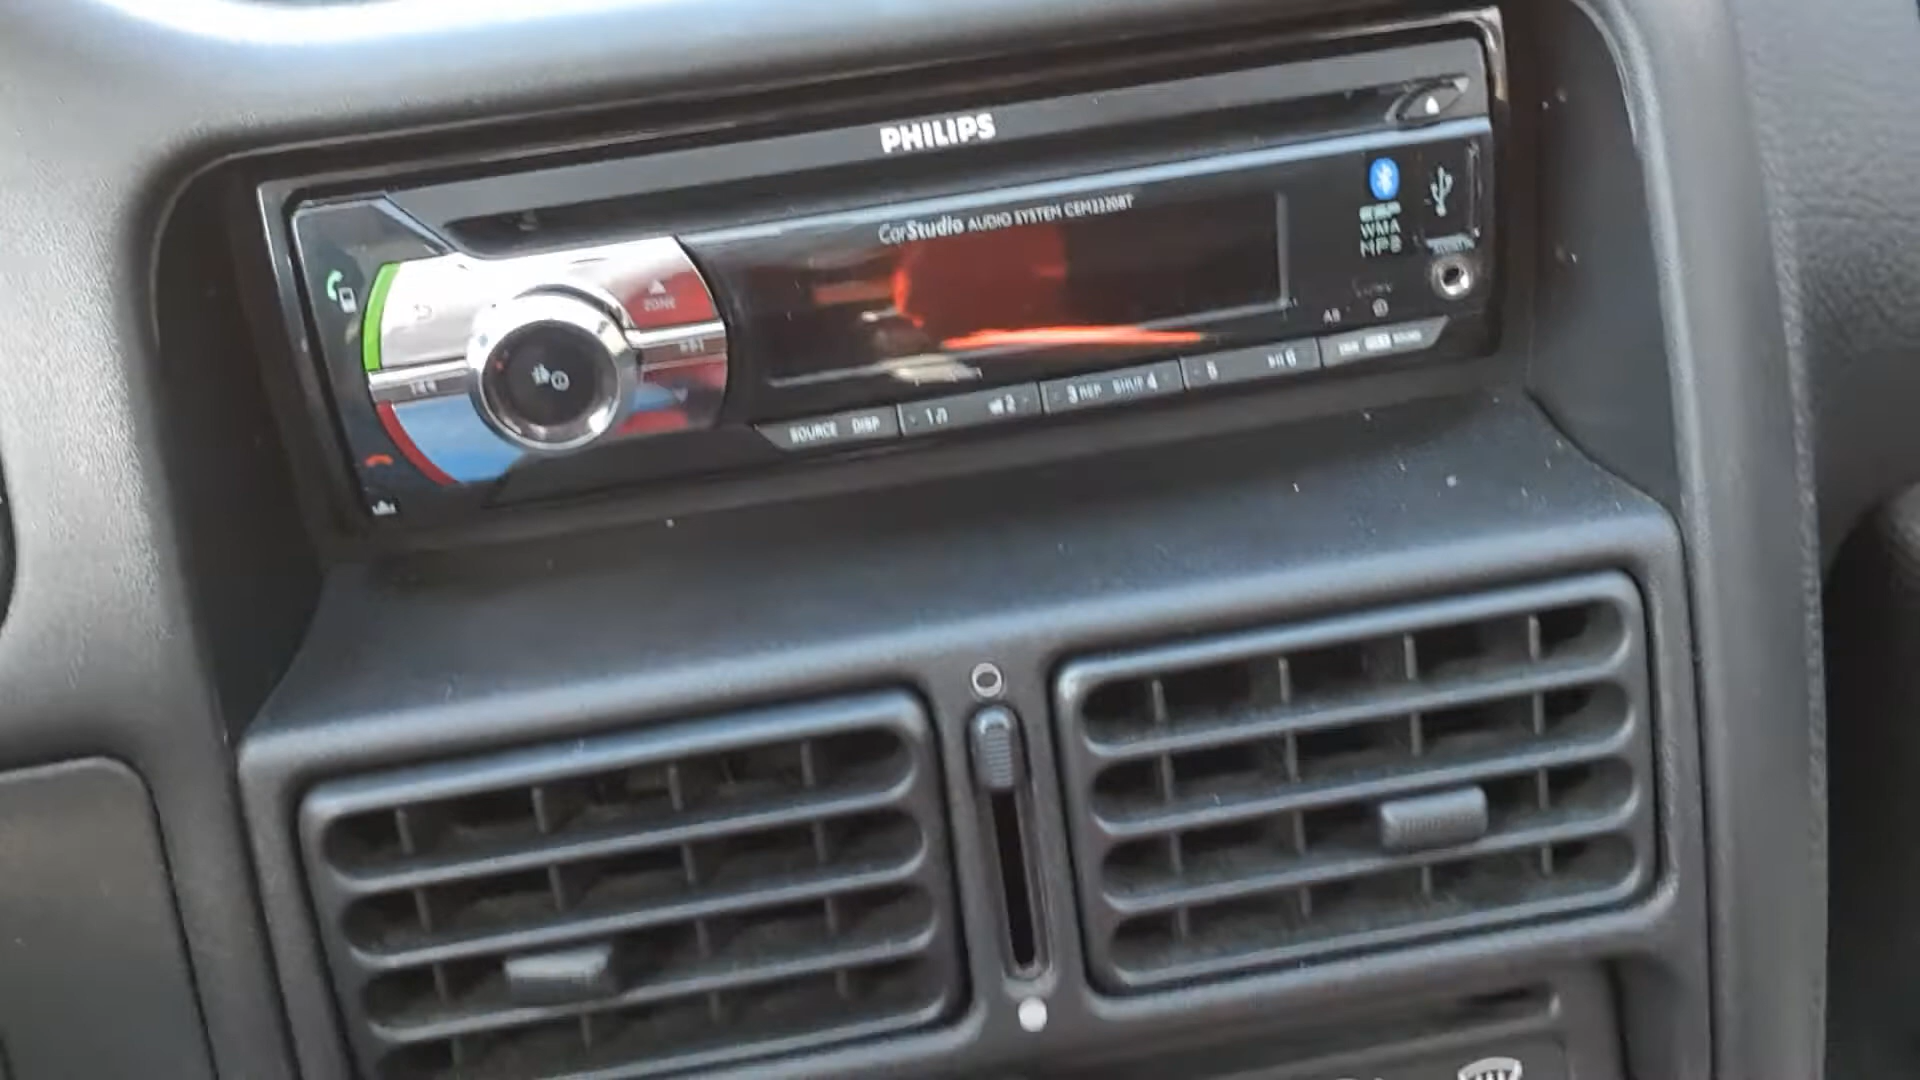 PHILIPS
CarStudio AUDIO SYSTEM CEM2220BT
ZONE
WMA
MP3
SOURCE DISP 1 2 3 REP SHUF 4 5 6